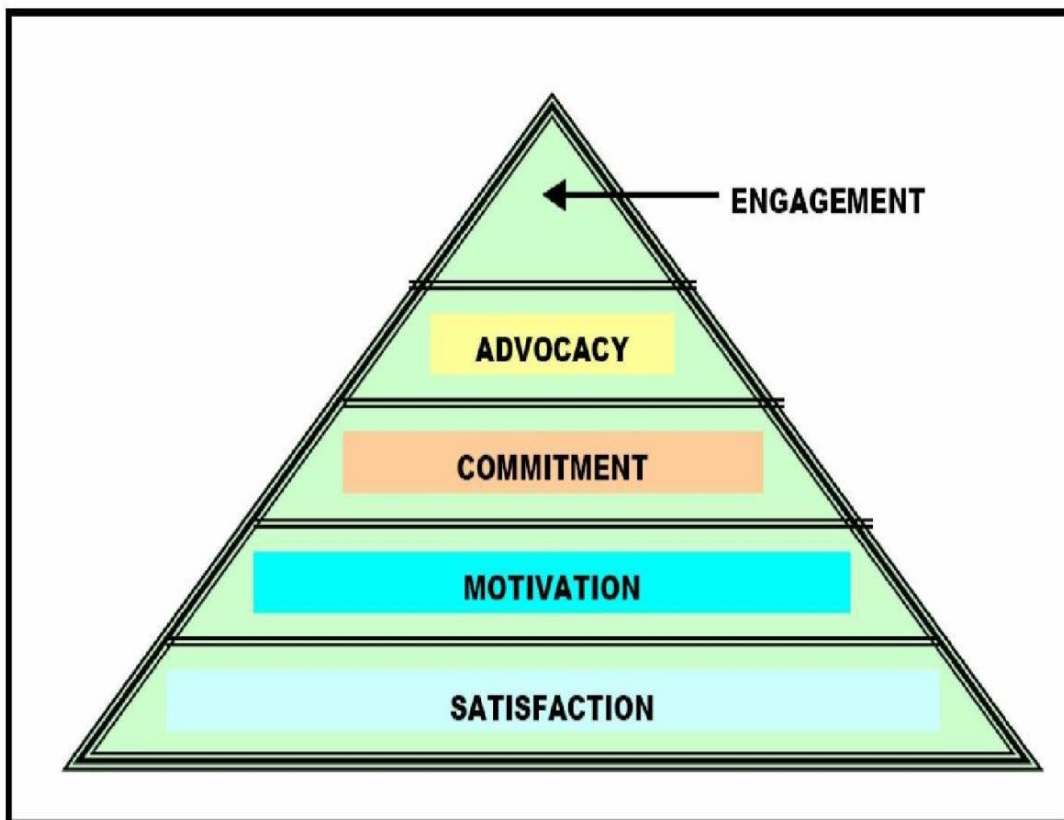 ENGAGEMENT
ADVOCACY
COMMITMENT
MOTIVATION
SATISFACTION